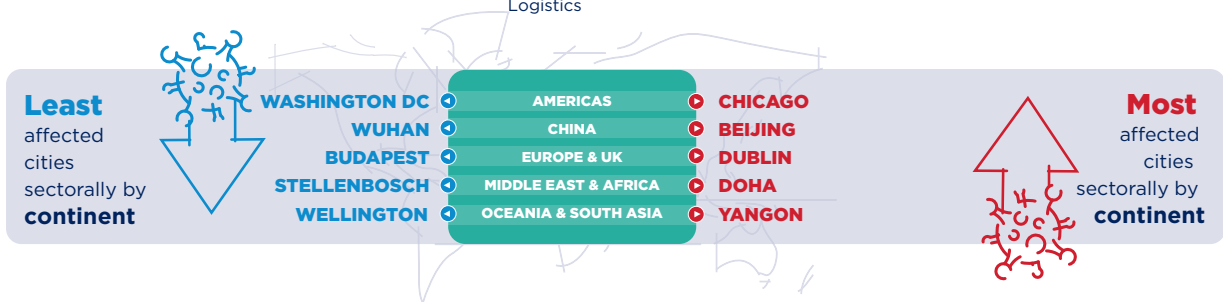 Logistics
Least
affected
cities
sectorally by
continent
WASHINGTON DC AMERICAS CHICAGO
WUHAN CHINA BEIJING
BUDAPEST EUROPE & UK DUBLIN
STELLENBOSCH MIDDLE EAST & AFRICA DOHA
WELLINGTON OCEANIA & SOUTH ASIA YANGON
Most
affected
cities
sectorally by
continent